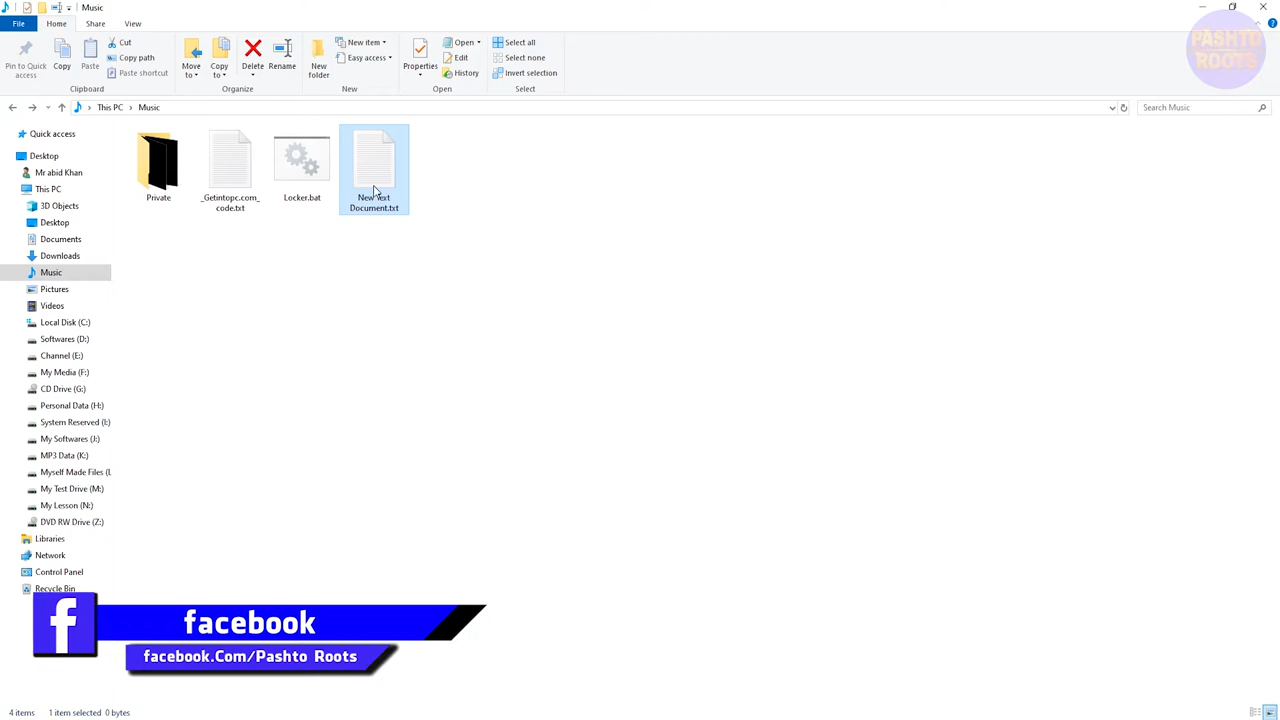 Music
File
Home
Share
View
Pin to Quick access
Copy
Paste
Cut
Copy path
Paste shortcut
Clipboard
Move to
Copy to
Delete
Rename
Organize
New folder
New item
Easy access
New
Properties
Open
Edit
History
Open
Select all
Select none
Invert selection
Select
PASHTO
ROOTS
This PC
Music
Search Music
Quick access
Desktop
Mr abid Khan
This PC
3D Objects
Desktop
Documents
Downloads
Music
Pictures
Videos
Local Disk (C:)
Softwares (D:)
Channel (E:)
My Media (F:)
CD Drive (G:)
Personal Data (H:)
System Reserved (I:)
My Softwares (J:)
MP3 Data (K:)
Myself Made Files (L
My Test Drive (M:)
My Lesson (N:)
DVD RW Drive (Z:)
Libraries
Network
Control Panel
Recycle Bin
Private
_Getintopc.com_
code.txt
Locker.bat
New Text
Document.txt
f
facebook
facebook.Com/Pashto Roots
4 items
1 item selected 0 bytes